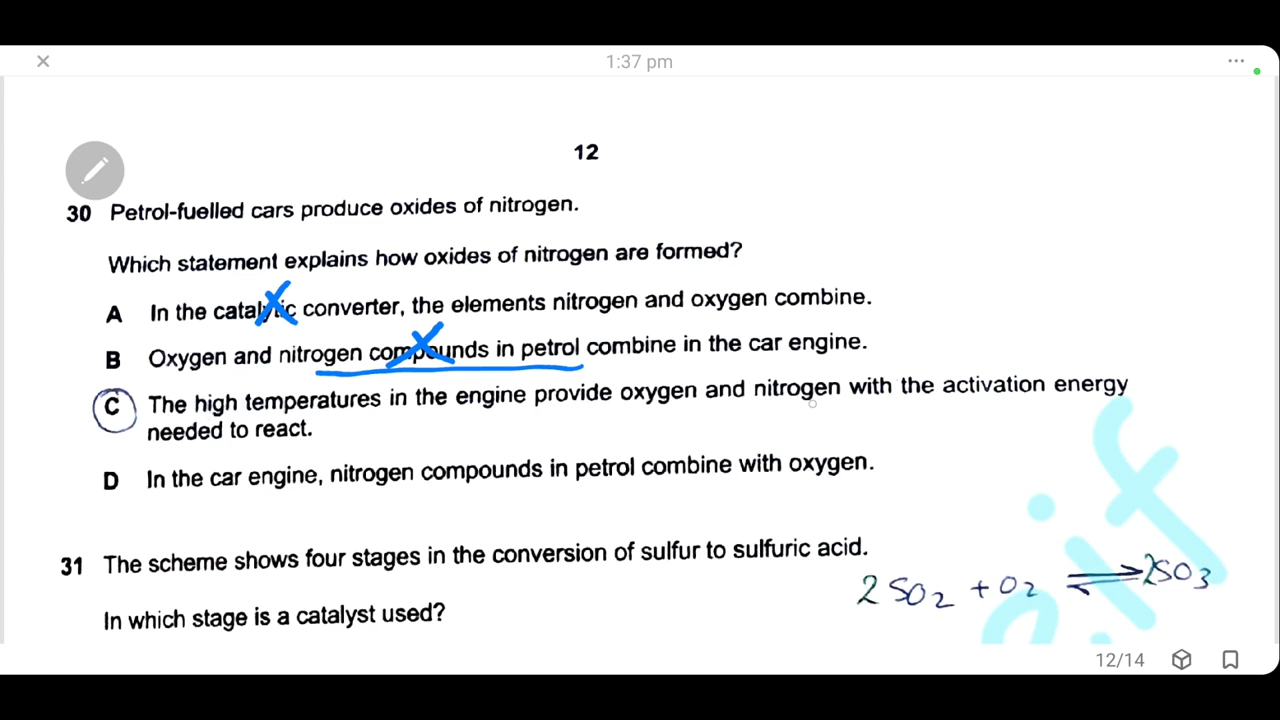 1:37 pm
12
30 Petrol-fuelled cars produce oxides of nitrogen.
Which statement explains how oxides of nitrogen are formed?
A In the catalytic converter, the elements nitrogen and oxygen combine.
B Oxygen and nitrogen compounds in petrol combine in the car engine.
C The high temperatures in the engine provide oxygen and nitrogen with the activation energy
needed to react.
D In the car engine, nitrogen compounds in petrol combine with oxygen.
31 The scheme shows four stages in the conversion of sulfur to sulfuric acid.
2SO₂ + O₂ ⇌ 2SO₃
In which stage is a catalyst used?
12/14